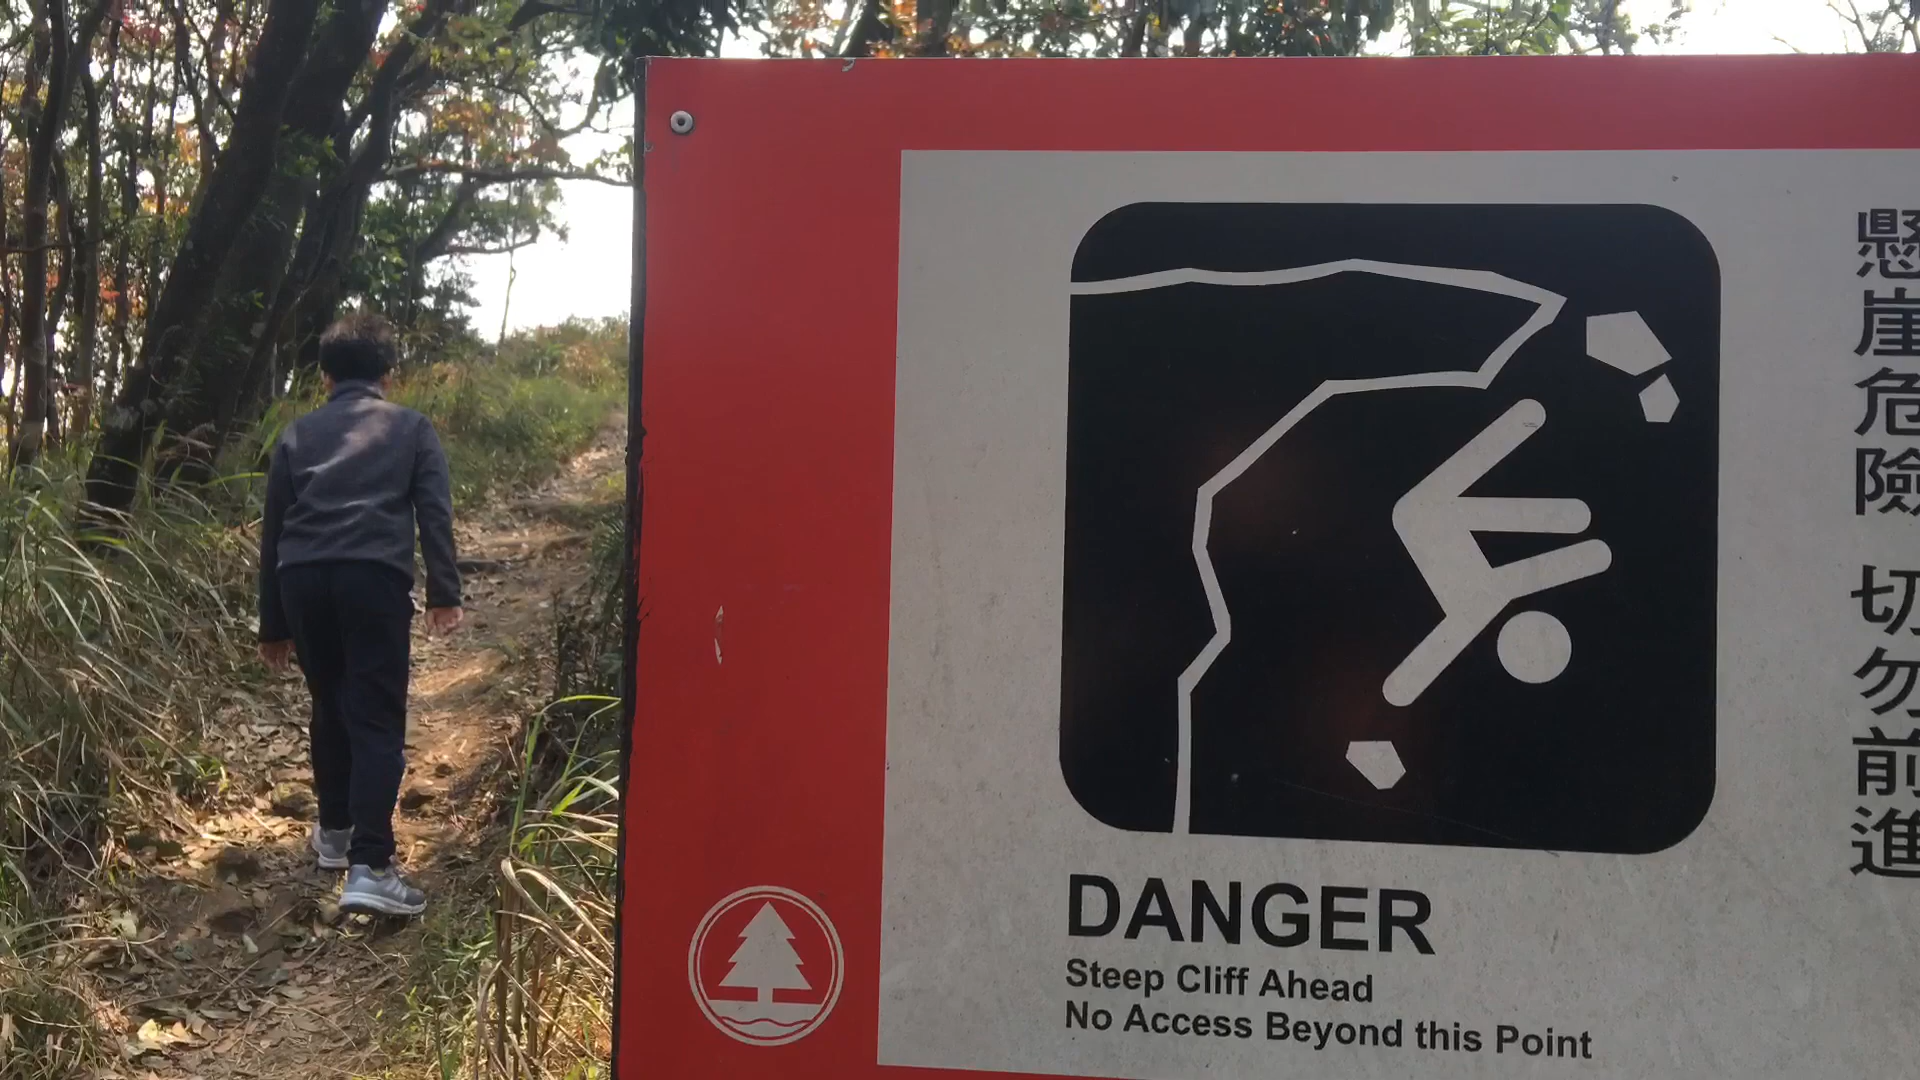 DANGER
Steep Cliff Ahead
No Access Beyond this Point
懸崖危險 切勿前進